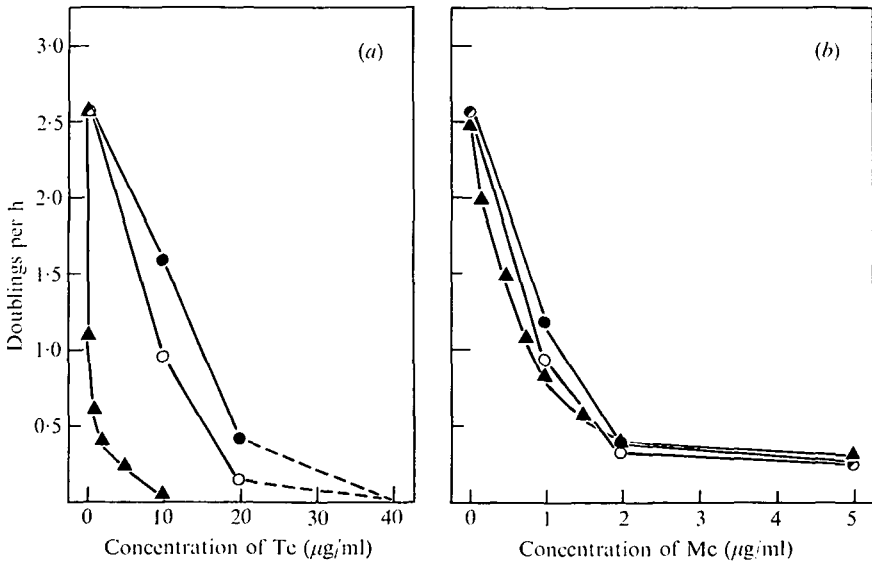 (a)
(b)
Doublings per h
3·0
2·5
2·0
1·5
1·0
0·5
0 10 20 30 40
0 1 2 3 4 5
Concentration of Tc (μg/ml)
Concentration of Mc (μg/ml)